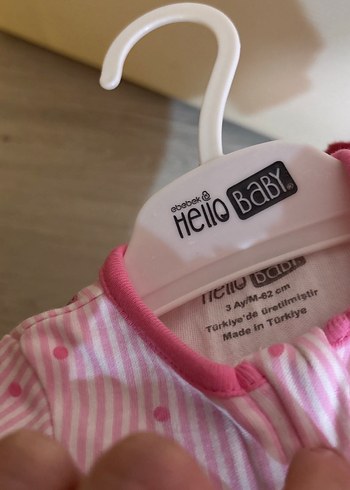 ebebek
Hello BaBY
Hello BaBY
3 Ay/M-62 cm
Türkiye'de üretilmiştir
Made in Türkiye